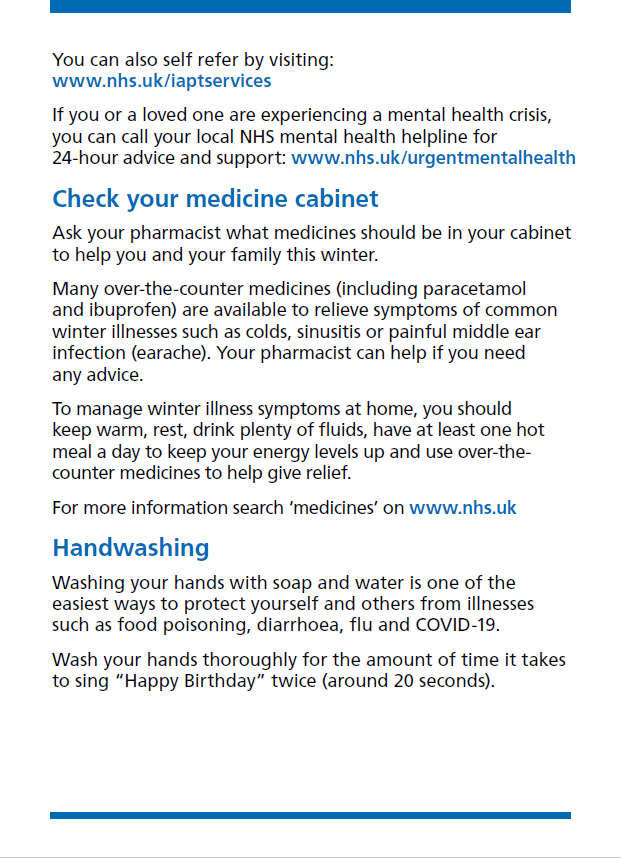 You can also self refer by visiting:
www.nhs.uk/iaptservices
If you or a loved one are experiencing a mental health crisis,
you can call your local NHS mental health helpline for
24-hour advice and support: www.nhs.uk/urgentmentalhealth
Check your medicine cabinet
Ask your pharmacist what medicines should be in your cabinet
to help you and your family this winter.
Many over-the-counter medicines (including paracetamol
and ibuprofen) are available to relieve symptoms of common
winter illnesses such as colds, sinusitis or painful middle ear
infection (earache). Your pharmacist can help if you need
any advice.
To manage winter illness symptoms at home, you should
keep warm, rest, drink plenty of fluids, have at least one hot
meal a day to keep your energy levels up and use over-the-
counter medicines to help give relief.
For more information search ‘medicines’ on www.nhs.uk
Handwashing
Washing your hands with soap and water is one of the
easiest ways to protect yourself and others from illnesses
such as food poisoning, diarrhoea, flu and COVID-19.
Wash your hands thoroughly for the amount of time it takes
to sing “Happy Birthday” twice (around 20 seconds).